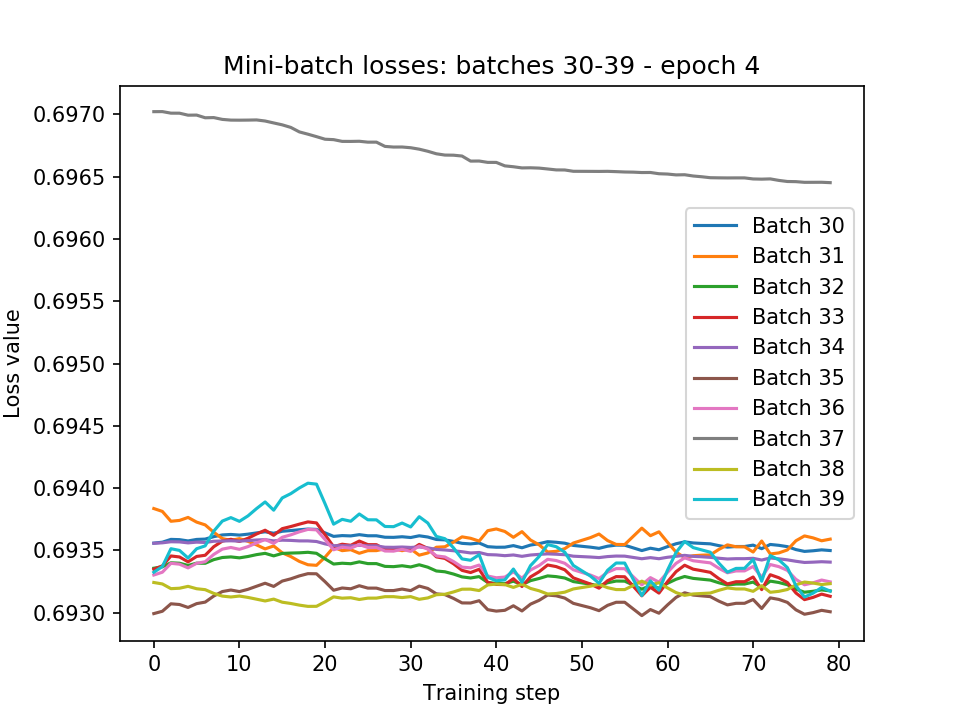 Mini-batch losses: batches 30-39 - epoch 4
0.6970
0.6965
0.6960
0.6955
0.6950
0.6945
0.6940
0.6935
0.6930
Loss value
Batch 30
Batch 31
Batch 32
Batch 33
Batch 34
Batch 35
Batch 36
Batch 37
Batch 38
Batch 39
0 10 20 30 40 50 60 70 80
Training step